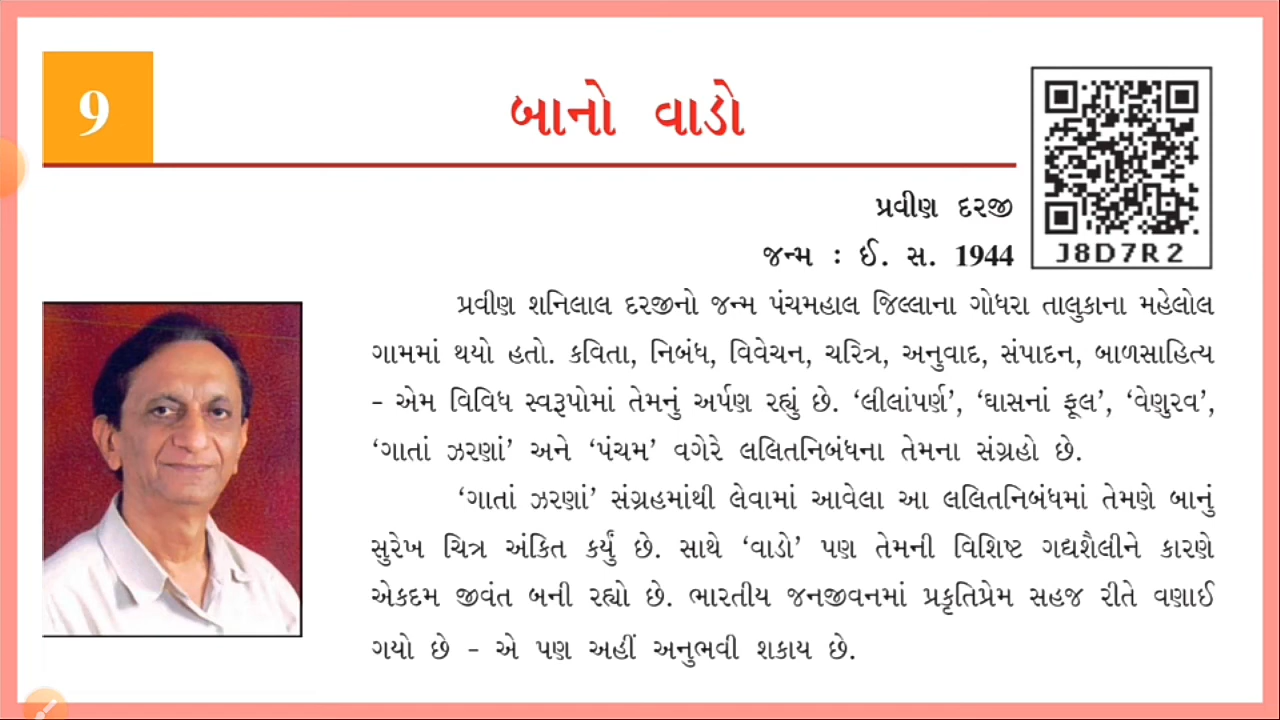 9
બાનો વાડો
પ્રવીણ દરજી
જન્મ : ઈ. સ. 1944
J8D7R2
પ્રવીણ શનિલાલ દરજીનો જન્મ પંચમહાલ જિલ્લાના ગોધરા તાલુકાના મહેલોલ
ગામમાં થયો હતો. કવિતા, નિબંધ, વિવેચન, ચરિત્ર, અનુવાદ, સંપાદન, બાળસાહિત્ય
– એમ વિવિધ સ્વરૂપોમાં તેમનું અર્પણ રહ્યું છે. ‘લીલાંપર્ણ’, ‘ઘાસનાં ફૂલ’, ‘વેણુરવ’,
‘ગાતાં ઝરણાં’ અને ‘પંચમ’ વગેરે લલિતનિબંધના તેમના સંગ્રહો છે.
‘ગાતાં ઝરણાં’ સંગ્રહમાંથી લેવામાં આવેલા આ લલિતનિબંધમાં તેમણે બાનું
સુરેખ ચિત્ર અંકિત કર્યું છે. સાથે ‘વાડો’ પણ તેમની વિશિષ્ટ ગદ્યશૈલીને કારણે
એકદમ જીવંત બની રહ્યો છે. ભારતીય જનજીવનમાં પ્રકૃતિપ્રેમ સહજ રીતે વણાઈ
ગયો છે – એ પણ અહીં અનુભવી શકાય છે.